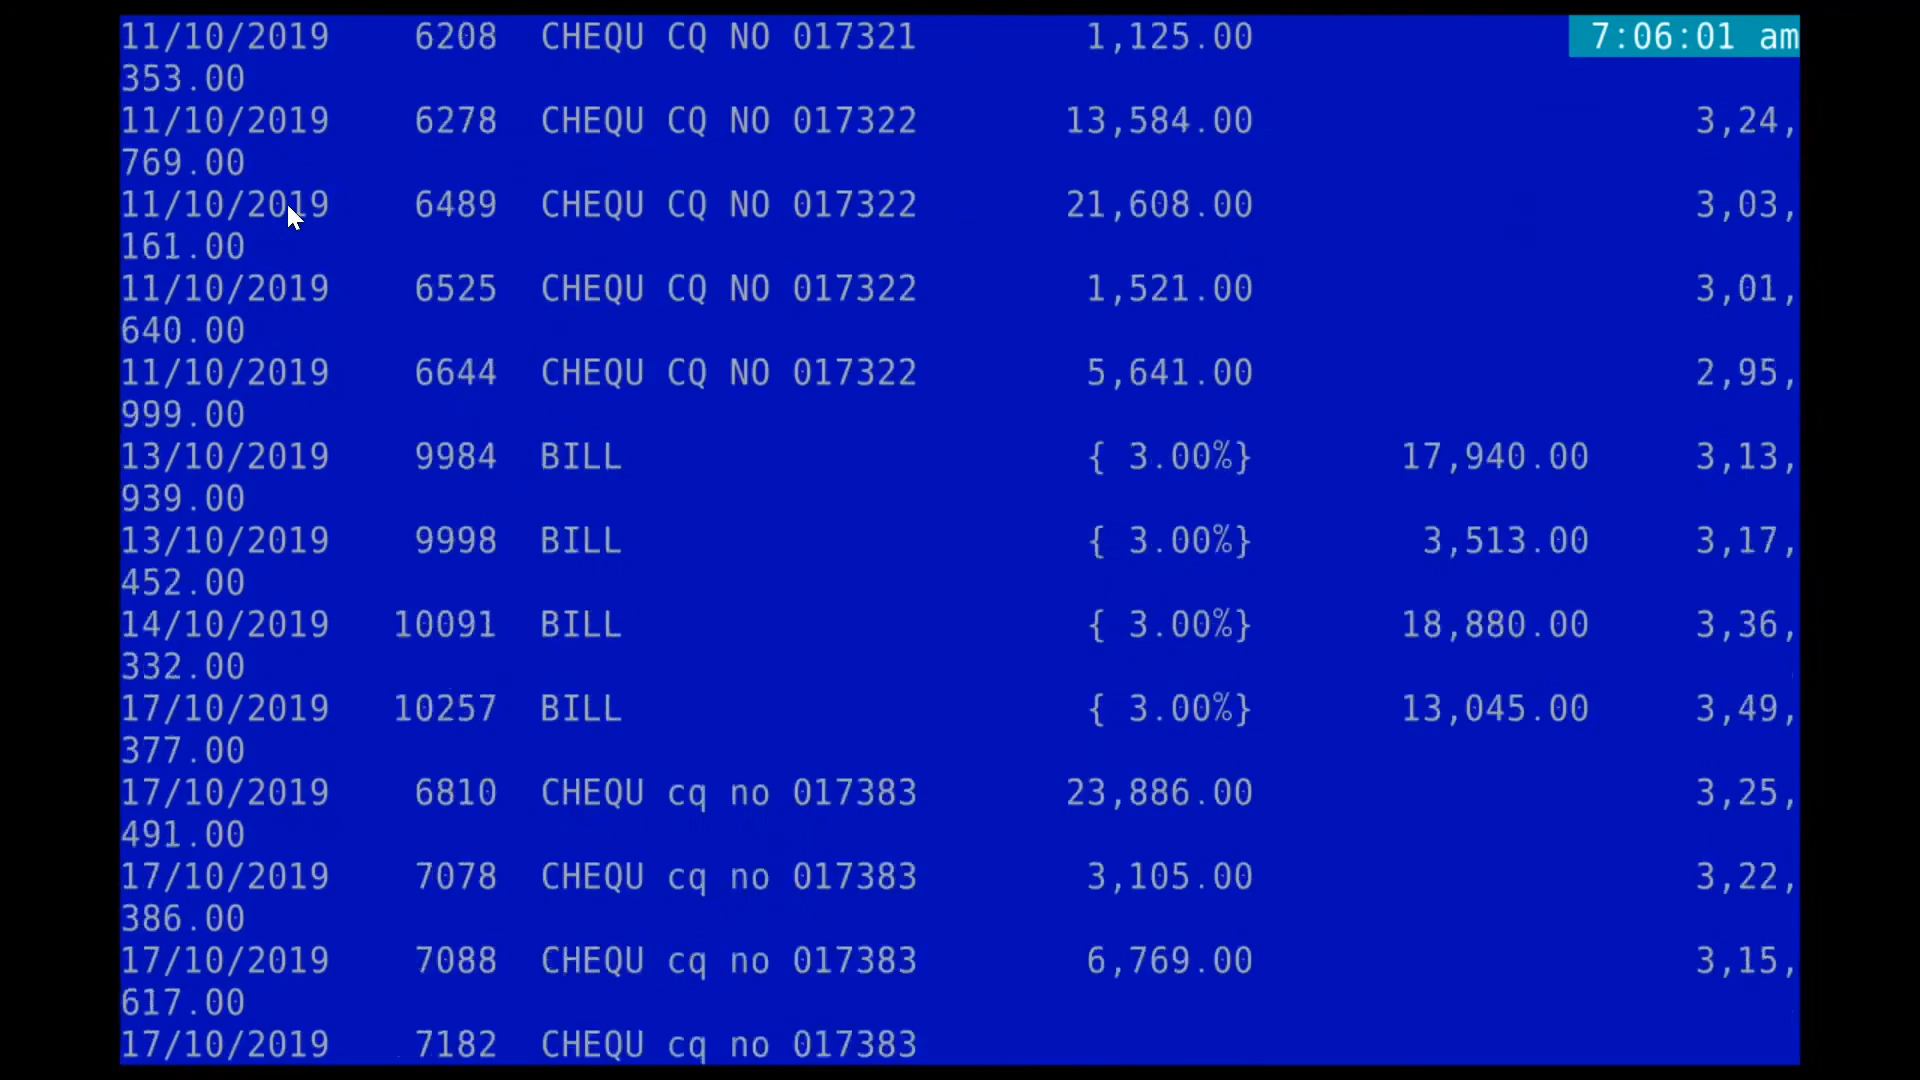 11/10/2019 6208 CHEQU CQ NO 017321 1,125.00 7:06:01 am
353.00
11/10/2019 6278 CHEQU CQ NO 017322 13,584.00 3,24,
769.00
11/10/2019 6489 CHEQU CQ NO 017322 21,608.00 3,03,
161.00
11/10/2019 6525 CHEQU CQ NO 017322 1,521.00 3,01,
640.00
11/10/2019 6644 CHEQU CQ NO 017322 5,641.00 2,95,
999.00
13/10/2019 9984 BILL { 3.00%} 17,940.00 3,13,
939.00
13/10/2019 9998 BILL { 3.00%} 3,513.00 3,17,
452.00
14/10/2019 10091 BILL { 3.00%} 18,880.00 3,36,
332.00
17/10/2019 10257 BILL { 3.00%} 13,045.00 3,49,
377.00
17/10/2019 6810 CHEQU cq no 017383 23,886.00 3,25,
491.00
17/10/2019 7078 CHEQU cq no 017383 3,105.00 3,22,
386.00
17/10/2019 7088 CHEQU cq no 017383 6,769.00 3,15,
617.00
17/10/2019 7182 CHEQU cq no 017383